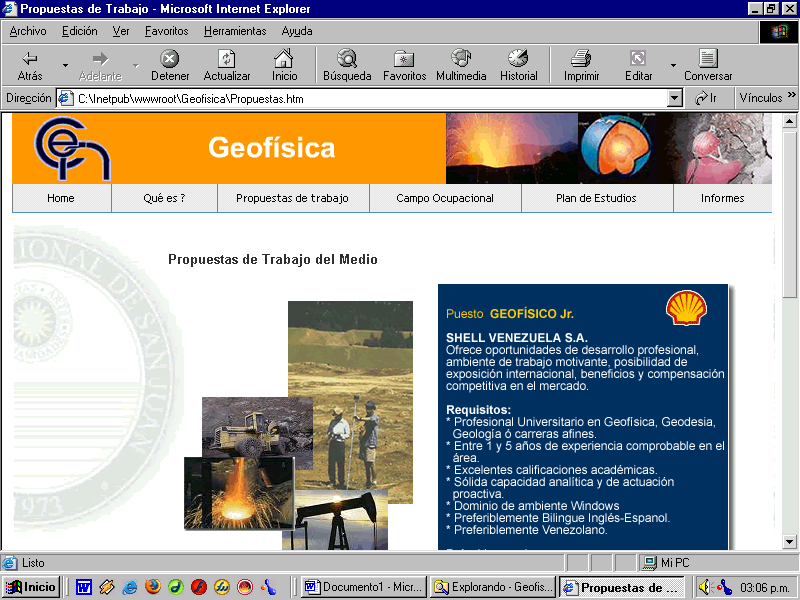 Propuestas de Trabajo - Microsoft Internet Explorer
Archivo Edición Ver Favoritos Herramientas Ayuda
Atrás Adelante Detener Actualizar Inicio Búsqueda Favoritos Multimedia Historial Imprimir Editar Conversar
Dirección C:\Inetpub\wwwroot\Geofisica\Propuestas.htm Ir Vínculos »
Geofísica
Home Qué es ? Propuestas de trabajo Campo Ocupacional Plan de Estudios Informes
Propuestas de Trabajo del Medio
Puesto GEOFÍSICO Jr.
SHELL VENEZUELA S.A.
Ofrece oportunidades de desarrollo profesional,
ambiente de trabajo motivante, posibilidad de
exposición internacional, beneficios y compensación
competitiva en el mercado.
Requisitos:
* Profesional Universitario en Geofísica, Geodesia,
Geología ó carreras afines.
* Entre 1 y 5 años de experiencia comprobable en el
área.
* Excelentes calificaciones académicas.
* Sólida capacidad analítica y de actuación
proactiva.
* Dominio de ambiente Windows
* Preferiblemente Bilingue Inglés-Espanol.
* Preferiblemente Venezolano.
IONAL DE SAN JUAN
1973
Listo Mi PC
Inicio Documento1 - Micr... Explorando - Geofis... Propuestas de ... 03:06 p.m.